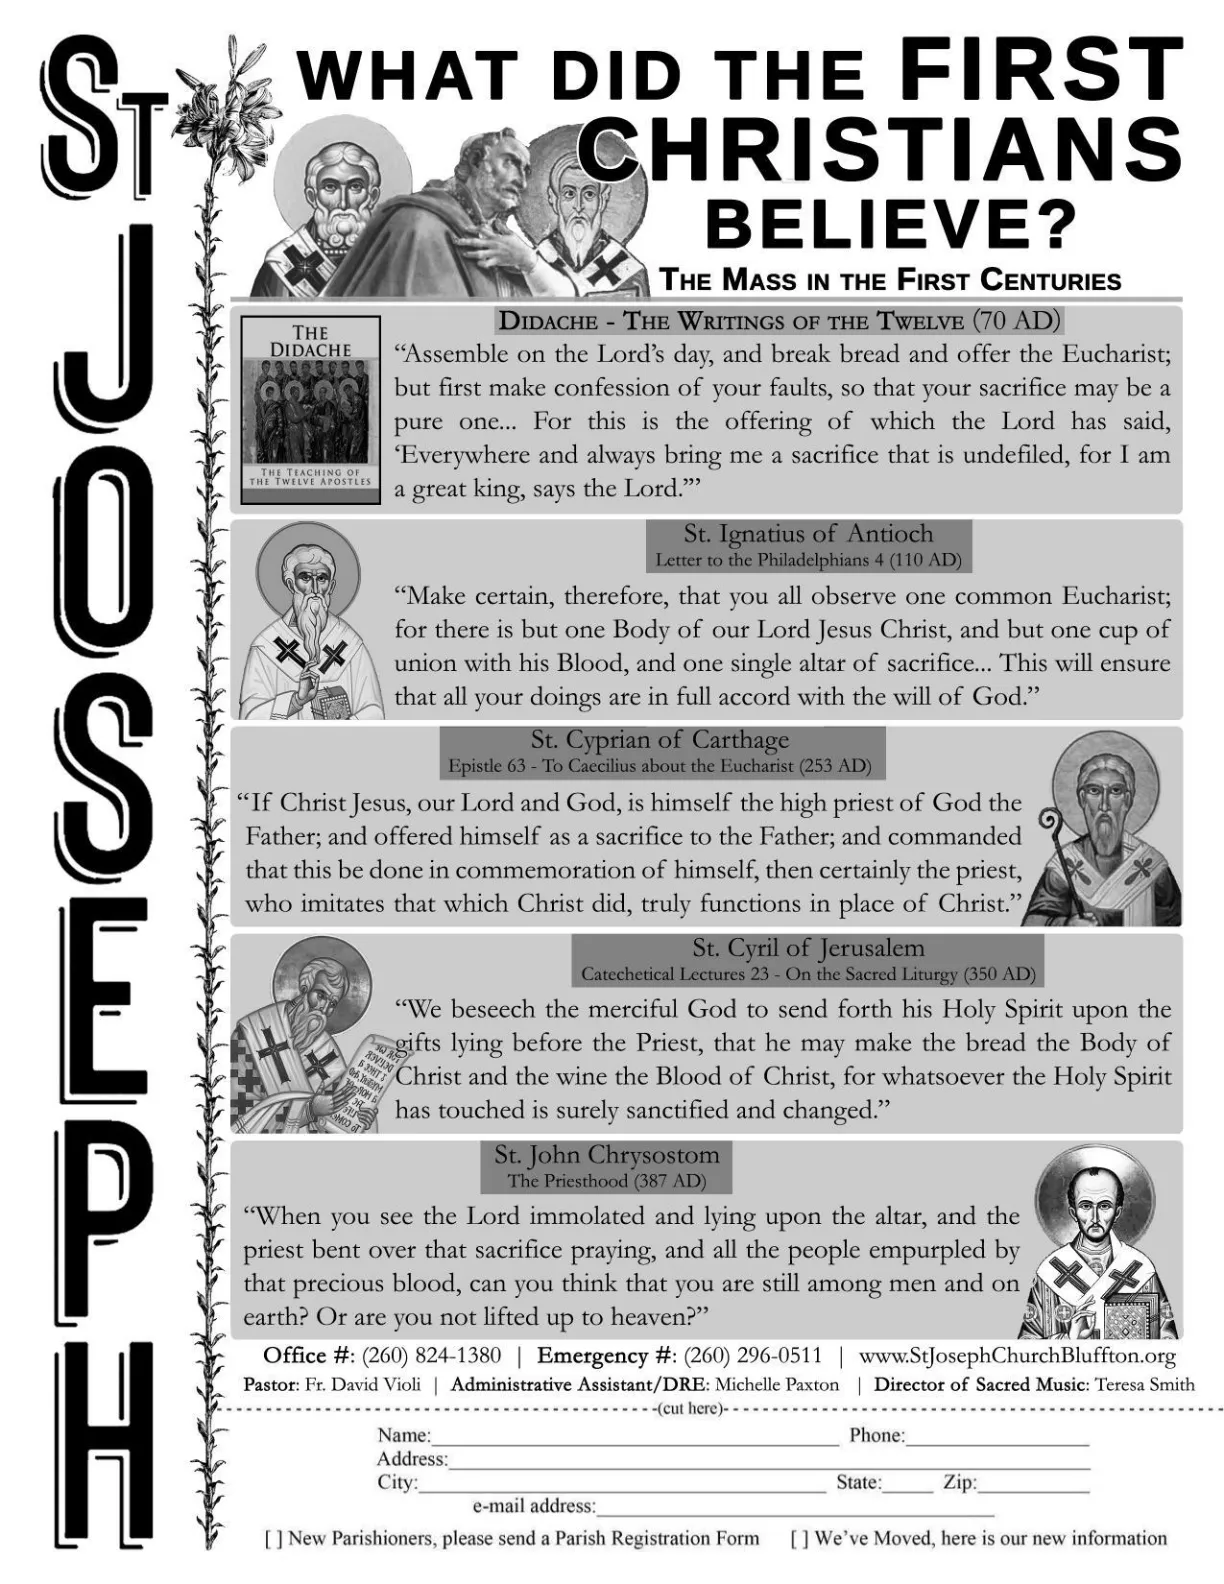 ST JOSEPH
WHAT DID THE FIRST
CHRISTIANS
BELIEVE?
THE MASS IN THE FIRST CENTURIES
THE
DIDACHE
THE TEACHING OF
THE TWELVE APOSTLES
DIDACHE - THE WRITINGS OF THE TWELVE (70 AD)
“Assemble on the Lord’s day, and break bread and offer the Eucharist;
but first make confession of your faults, so that your sacrifice may be a
pure one... For this is the offering of which the Lord has said,
‘Everywhere and always bring me a sacrifice that is undefiled, for I am
a great king, says the Lord.’”
St. Ignatius of Antioch
Letter to the Philadelphians 4 (110 AD)
“Make certain, therefore, that you all observe one common Eucharist;
for there is but one Body of our Lord Jesus Christ, and but one cup of
union with his Blood, and one single altar of sacrifice... This will ensure
that all your doings are in full accord with the will of God.”
St. Cyprian of Carthage
Epistle 63 - To Caecilius about the Eucharist (253 AD)
“If Christ Jesus, our Lord and God, is himself the high priest of God the
Father; and offered himself as a sacrifice to the Father; and commanded
that this be done in commemoration of himself, then certainly the priest,
who imitates that which Christ did, truly functions in place of Christ.”
St. Cyril of Jerusalem
Catechetical Lectures 23 - On the Sacred Liturgy (350 AD)
“We beseech the merciful God to send forth his Holy Spirit upon the
gifts lying before the Priest, that he may make the bread the Body of
Christ and the wine the Blood of Christ, for whatsoever the Holy Spirit
has touched is surely sanctified and changed.”
St. John Chrysostom
The Priesthood (387 AD)
“When you see the Lord immolated and lying upon the altar, and the
priest bent over that sacrifice praying, and all the people empurpled by
that precious blood, can you think that you are still among men and on
earth? Or are you not lifted up to heaven?”
Office #: (260) 824-1380 | Emergency #: (260) 296-0511 | www.StJosephChurchBluffton.org
Pastor: Fr. David Violi | Administrative Assistant/DRE: Michelle Paxton | Director of Sacred Music: Teresa Smith
(cut here)
Name: Phone:
Address:
City: State: Zip:
e-mail address:
[ ] New Parishioners, please send a Parish Registration Form [ ] We’ve Moved, here is our new information